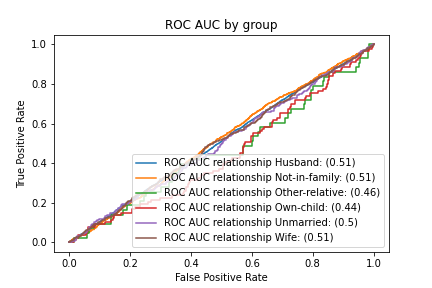 ROC AUC by group
True Positive Rate
1.0
0.8
0.6
0.4
0.2
0.0
ROC AUC relationship Husband: (0.51)
ROC AUC relationship Not-in-family: (0.51)
ROC AUC relationship Other-relative: (0.46)
ROC AUC relationship Own-child: (0.44)
ROC AUC relationship Unmarried: (0.5)
ROC AUC relationship Wife: (0.51)
0.0 0.2 0.4 0.6 0.8 1.0
False Positive Rate